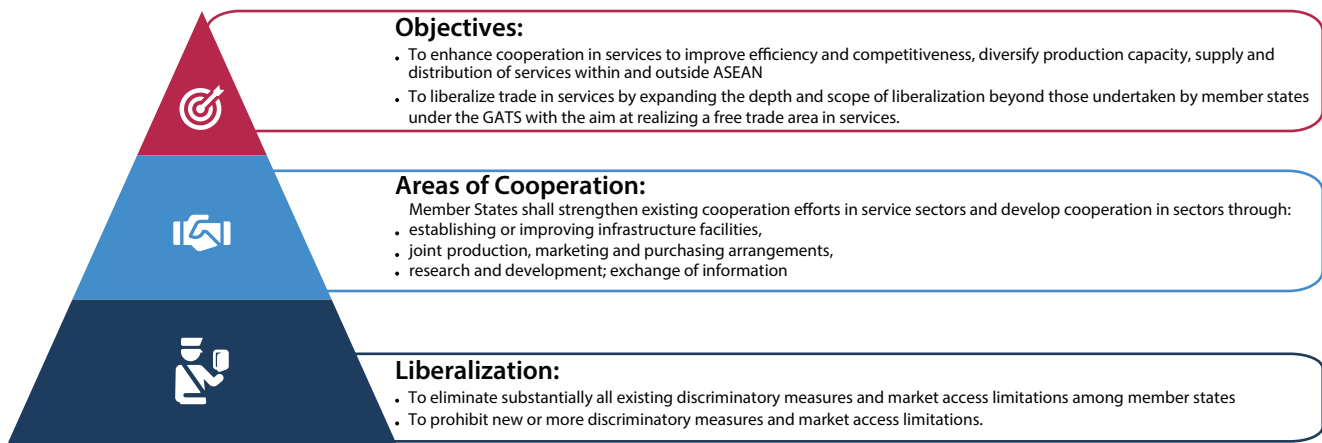 Objectives:
• To enhance cooperation in services to improve efficiency and competitiveness, diversify production capacity, supply and
distribution of services within and outside ASEAN
• To liberalize trade in services by expanding the depth and scope of liberalization beyond those undertaken by member states
under the GATS with the aim at realizing a free trade area in services.
Areas of Cooperation:
Member States shall strengthen existing cooperation efforts in service sectors and develop cooperation in sectors through:
• establishing or improving infrastructure facilities,
• joint production, marketing and purchasing arrangements,
• research and development; exchange of information
Liberalization:
• To eliminate substantially all existing discriminatory measures and market access limitations among member states
• To prohibit new or more discriminatory measures and market access limitations.